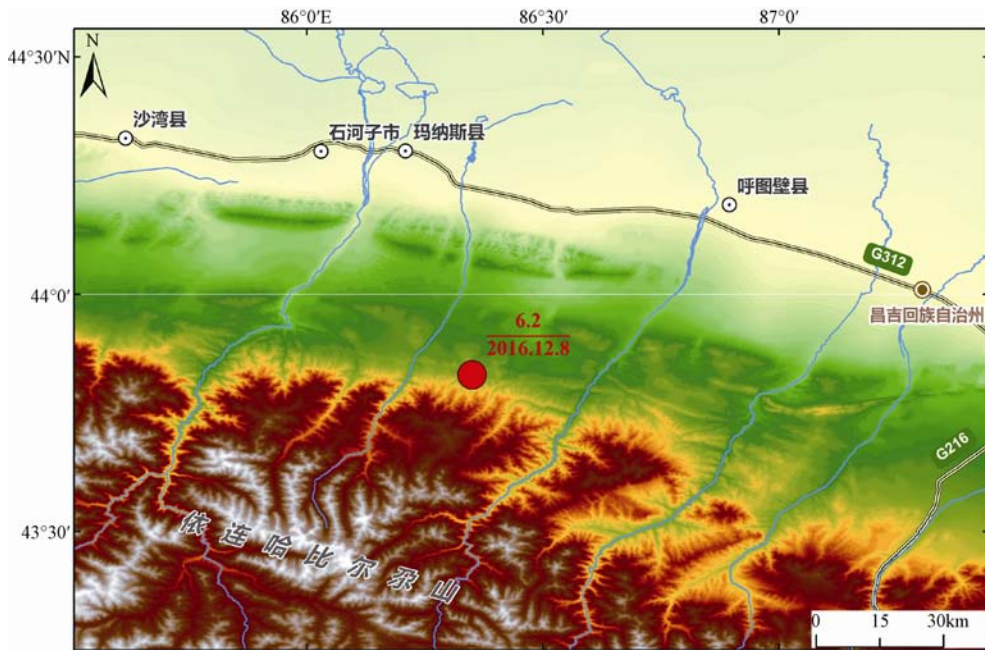 86°0′E
86°30′
87°0′
44°30′N
N
沙湾县
石河子市
玛纳斯县
呼图壁县
G312
44°0′
昌吉回族自治州
6.2
2016.12.8
G216
43°30′
依连哈比尔尕山
0
15
30km